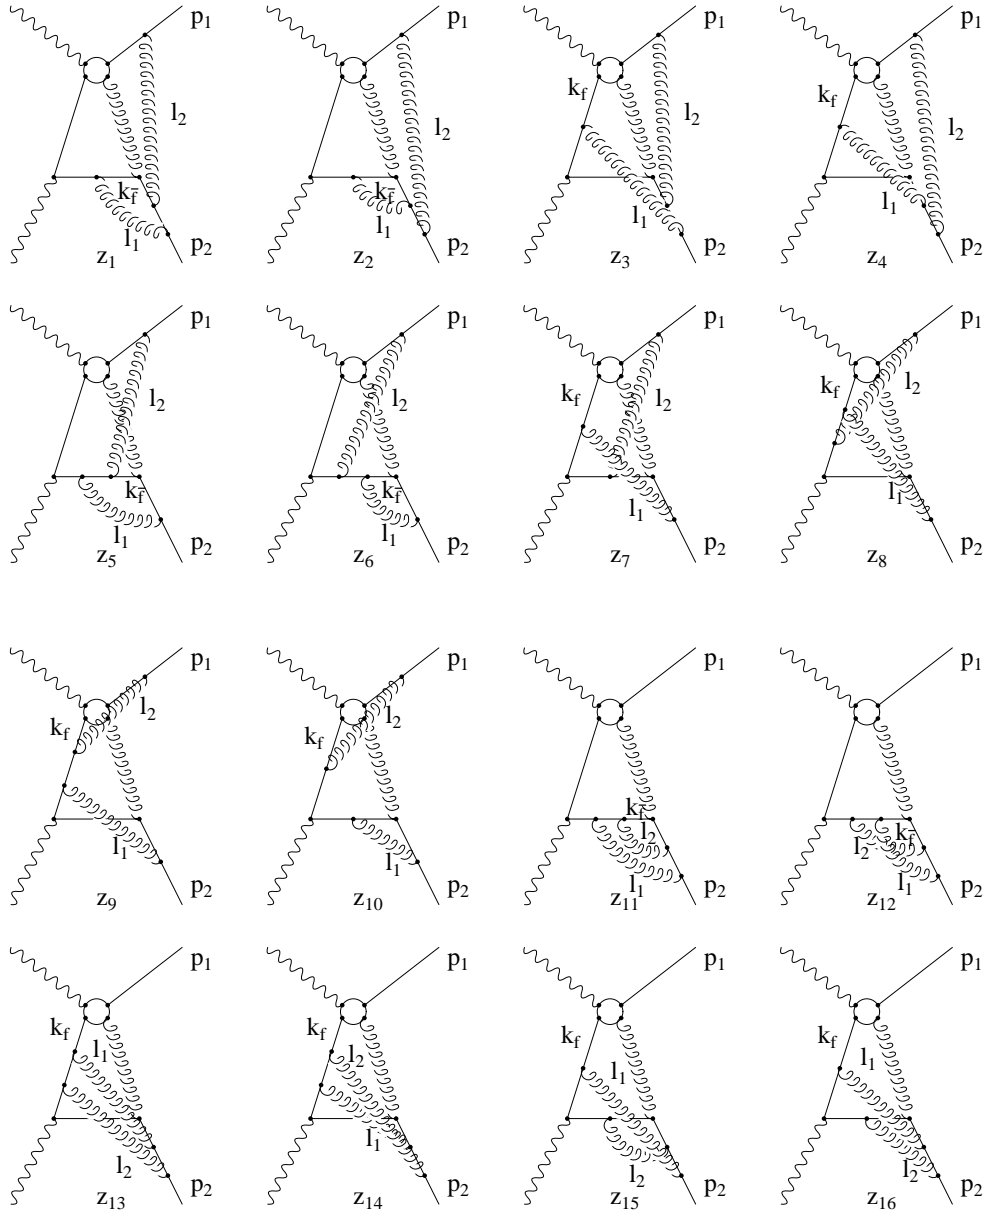 p1 p1 p1 p1
kf kf
l2 l2 l2 l2
kf̄ kf̄
l1 l1 l1 l1
z1 p2 z2 p2 z3 p2 z4 p2
p1 p1 p1 p1
l2 l2 kf l2 kf l2
kf̄ kf̄
l1 l1 l1 l1
z5 p2 z6 p2 z7 p2 z8 p2
p1 p1 p1 p1
kf l2 kf l2
kf̄ l2 l2 kf̄
l1 l1 l1 l1
z9 p2 z10 p2 z11 p2 z12 p2
p1 p1 p1 p1
kf kf kf kf
l1 l2 l1 l1
l2 l1 l2 l2
z13 p2 z14 p2 z15 p2 z16 p2